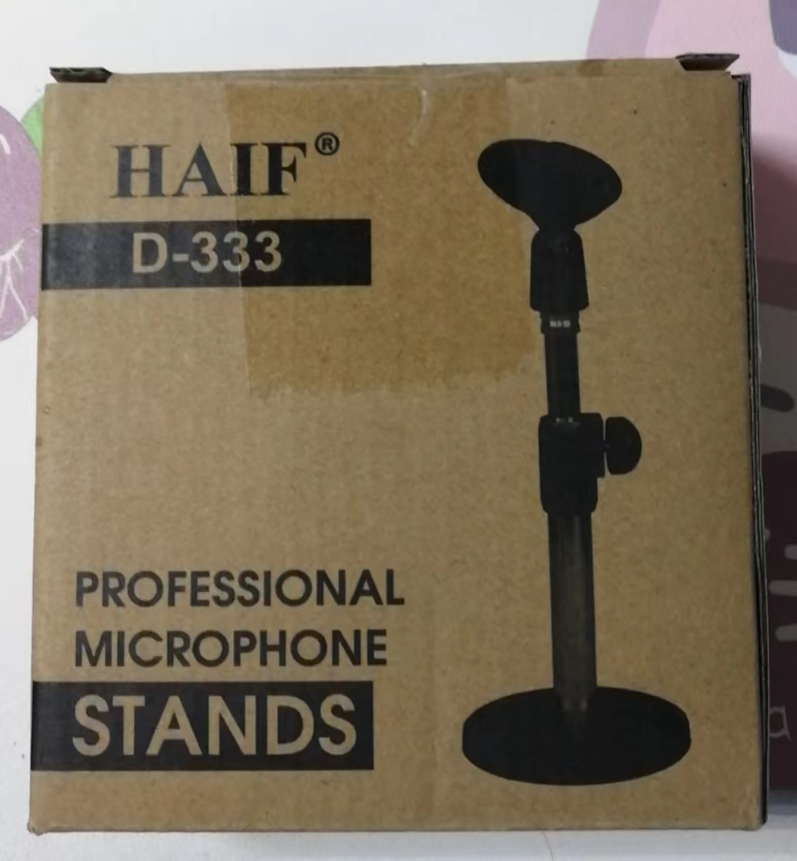 HAIF®
D-333
PROFESSIONAL
MICROPHONE
STANDS